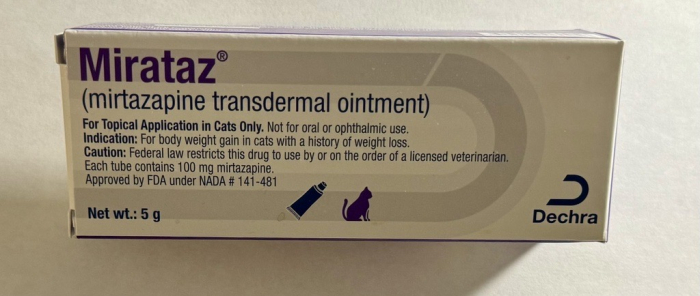 Mirataz®
(mirtazapine transdermal ointment)
For Topical Application in Cats Only. Not for oral or ophthalmic use.
Indication: For body weight gain in cats with a history of weight loss.
Caution: Federal law restricts this drug to use by or on the order of a licensed veterinarian.
Each tube contains 100 mg mirtazapine.
Approved by FDA under NADA # 141-481
Net wt.: 5 g
Dechra